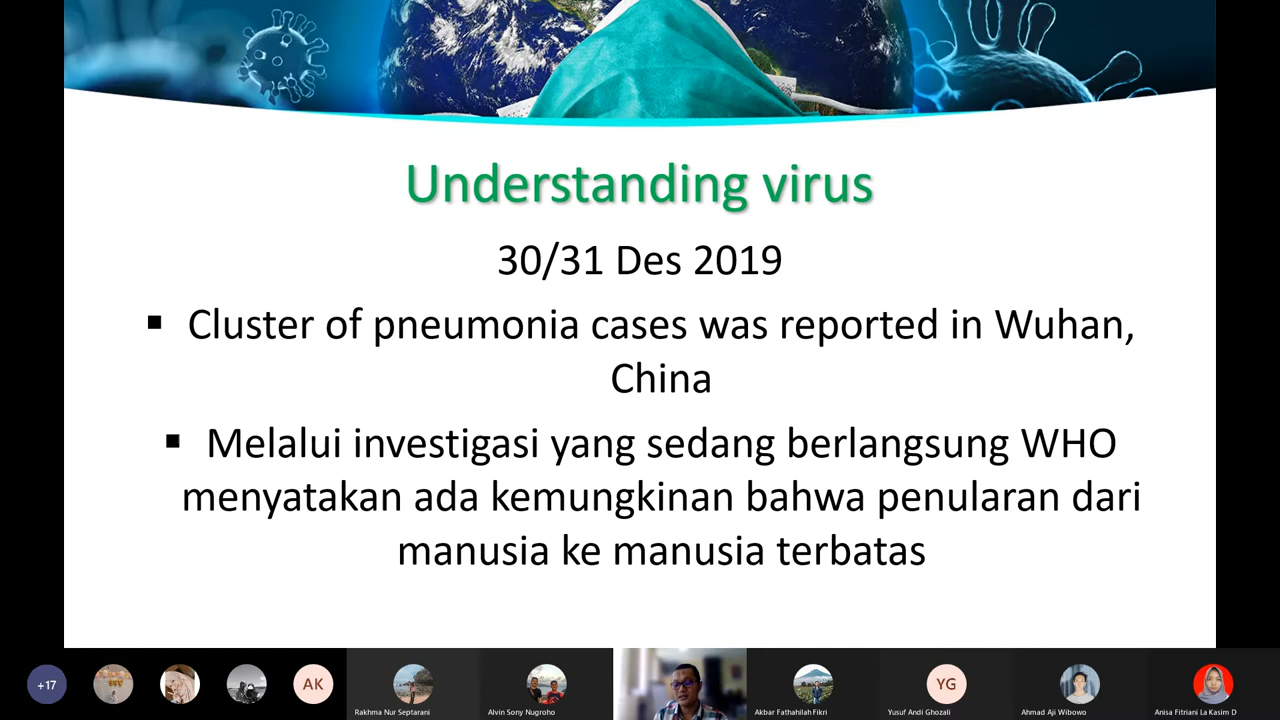 Understanding virus
30/31 Des 2019
▪ Cluster of pneumonia cases was reported in Wuhan,
China
▪ Melalui investigasi yang sedang berlangsung WHO
menyatakan ada kemungkinan bahwa penularan dari
manusia ke manusia terbatas
+17
AK
Rakhma Nur Septarani
Alvin Sony Nugroho
Akbar Fathahilah Fikri
YG
Yusuf Andi Ghozali
Ahmad Aji Wibowo
Anisa Fitriani La Kasim D